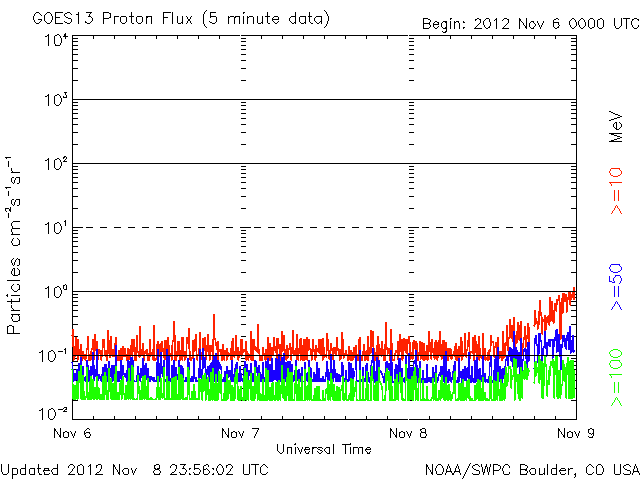 GOES13 Proton Flux (5 minute data)
Begin: 2012 Nov 6 0000 UTC
Particles cm⁻²s⁻¹sr⁻¹
10⁴
10³
10²
10¹
10⁰
10⁻¹
10⁻²
Nov 6
Nov 7
Nov 8
Nov 9
Universal Time
MeV
>=10
>=50
>=100
Updated 2012 Nov 8 23:56:02 UTC
NOAA/SWPC Boulder, CO USA